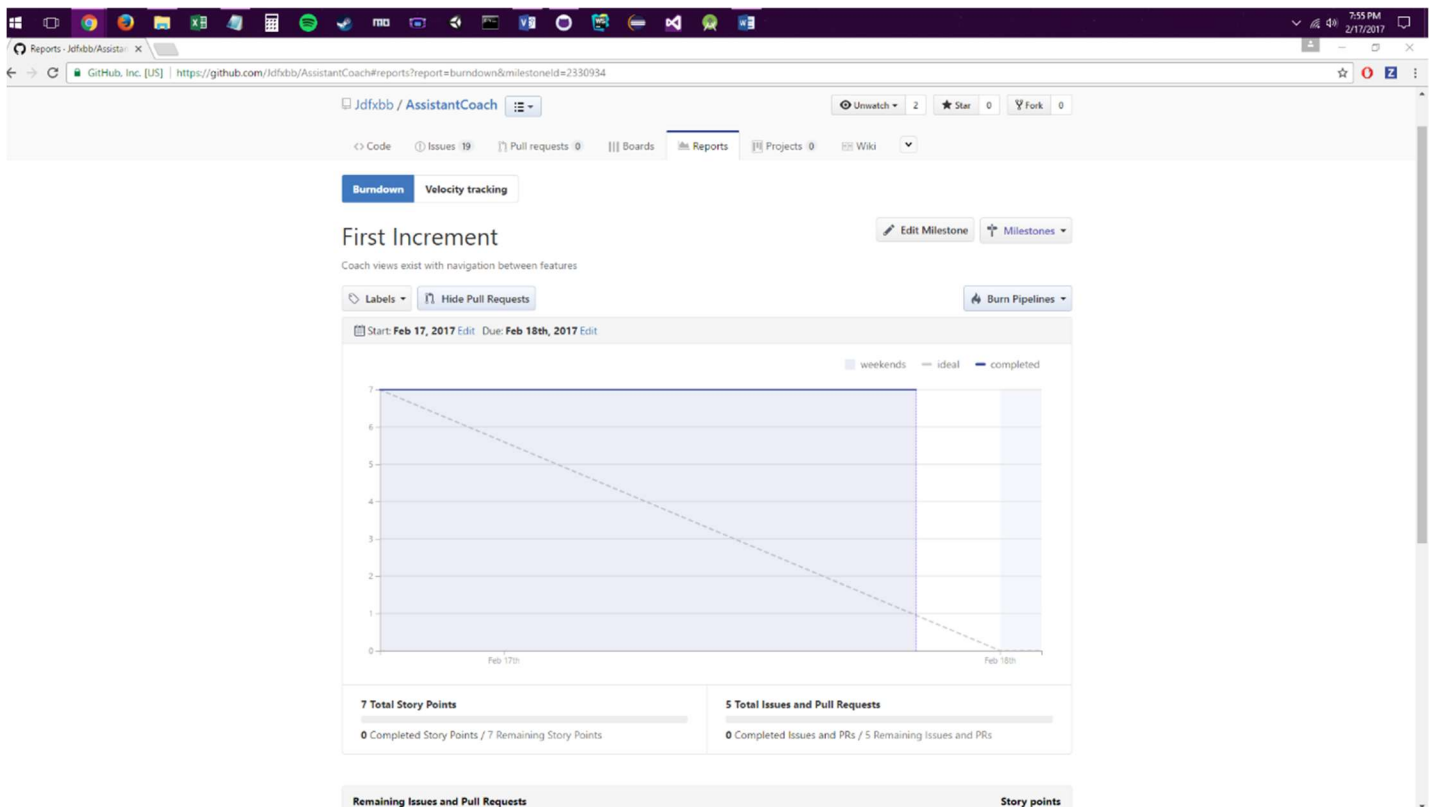 7:55 PM
2/17/2017
Reports - Jdfxbb/Assistan
GitHub, Inc. [US] | https://github.com/Jdfxbb/AssistantCoach#reports?report=burndown&milestoneId=2330934
Jdfxbb / AssistantCoach
Unwatch 2 Star 0 Fork 0
Code Issues 19 Pull requests 0 Boards Reports Projects 0 Wiki
Burndown Velocity tracking
First Increment
Edit Milestone Milestones
Coach views exist with navigation between features
Labels Hide Pull Requests Burn Pipelines
Start: Feb 17, 2017 Edit Due: Feb 18th, 2017 Edit
weekends ideal completed
7
6
5
4
3
2
1
0
Feb 17th Feb 18th
7 Total Story Points
0 Completed Story Points / 7 Remaining Story Points
5 Total Issues and Pull Requests
0 Completed Issues and PRs / 5 Remaining Issues and PRs
Remaining Issues and Pull Requests Story points